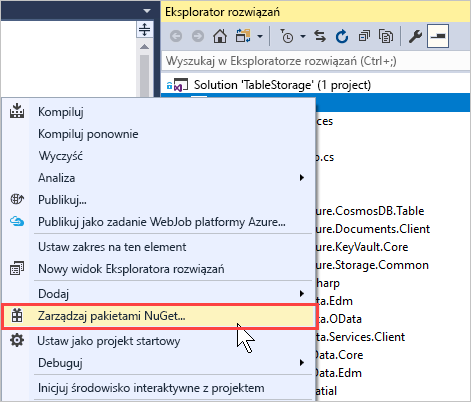 Eksplorator rozwiązań
Wyszukaj w Eksploratorze rozwiązań (Ctrl+;)
Solution 'TableStorage' (1 project)
Kompiluj
Kompiluj ponownie
Wyczyść
Analiza
Publikuj...
Publikuj jako zadanie WebJob platformy Azure...
Ustaw zakres na ten element
Nowy widok Eksploratora rozwiązań
Dodaj
Zarządzaj pakietami NuGet...
Ustaw jako projekt startowy
Debuguj
Inicjuj środowisko interaktywne z projektem
ces
o.cs
ure.CosmosDB.Table
ure.Documents.Client
ure.KeyVault.Core
ure.Storage.Common
harp
ata.Edm
ata.OData
ata.Services.Client
Data.Core
Data.Edm
patial